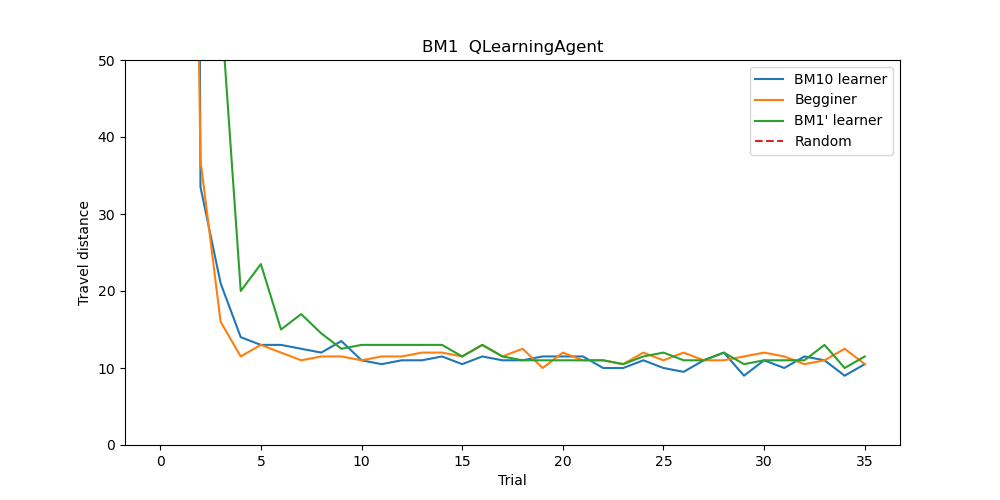 BM1  QLearningAgent
BM10 learner
Begginer
BM1' learner
Random
Travel distance
50
40
30
20
10
0
0 5 10 15 20 25 30 35
Trial